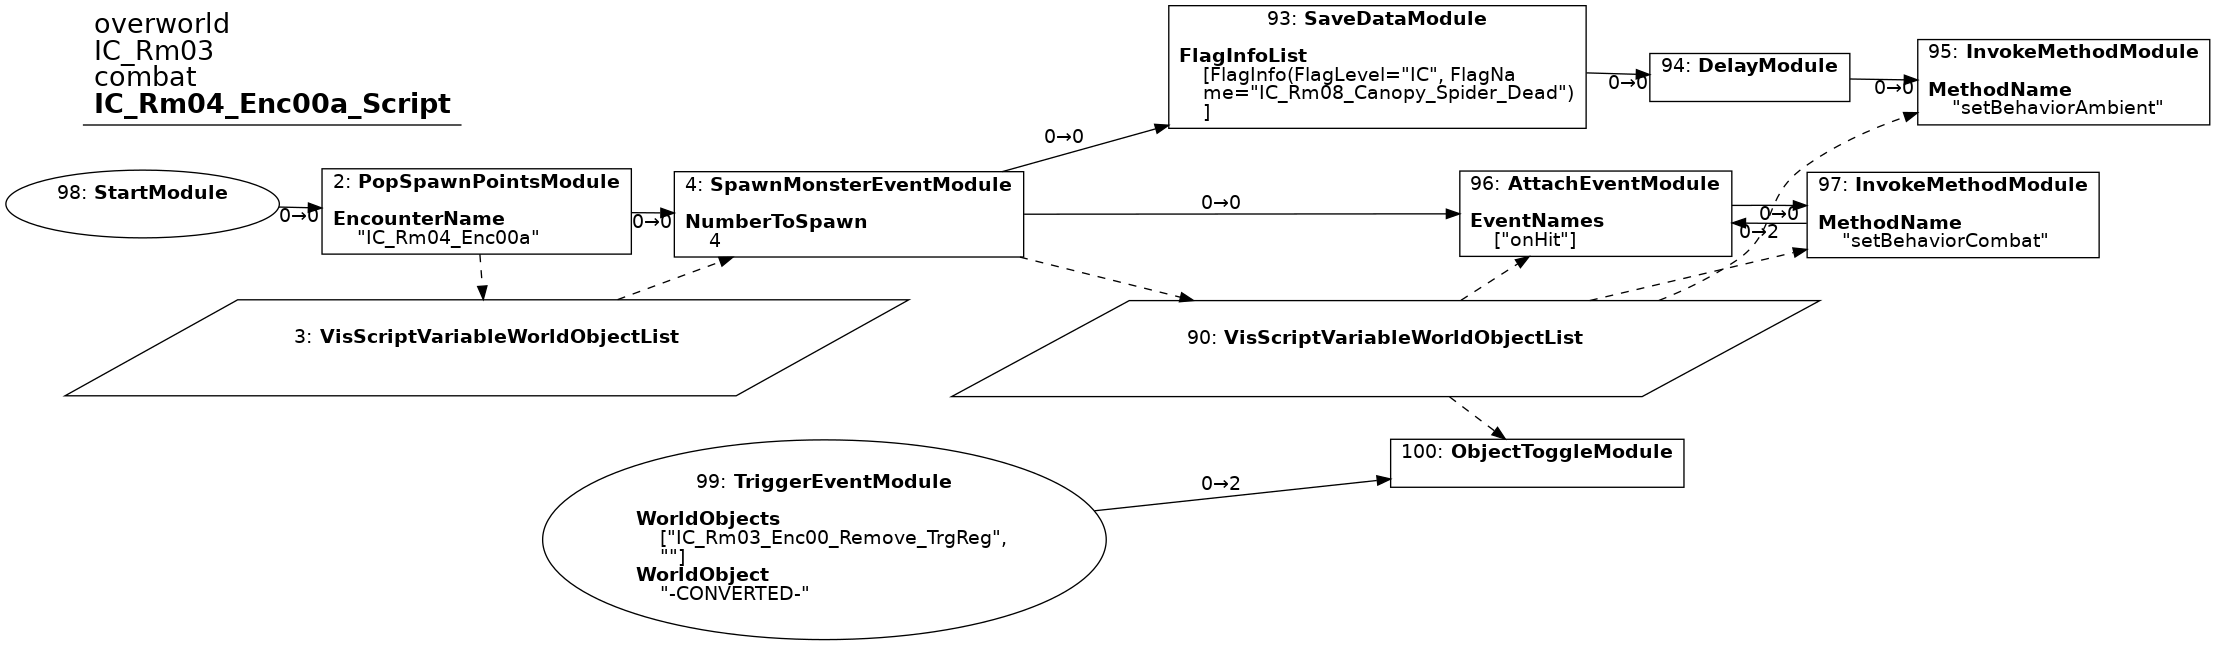 overworld
IC_Rm03
combat
IC_Rm04_Enc00a_Script
93: SaveDataModule
FlagInfoList
[FlagInfo(FlagLevel="IC", FlagNa
me="IC_Rm08_Canopy_Spider_Dead")
]
0→0
94: DelayModule
0→0
95: InvokeMethodModule
MethodName
"setBehaviorAmbient"
0→0
98: StartModule
0→0
2: PopSpawnPointsModule
EncounterName
"IC_Rm04_Enc00a"
0→0
4: SpawnMonsterEventModule
NumberToSpawn
4
0→0
96: AttachEventModule
EventNames
["onHit"]
0→0
0→2
97: InvokeMethodModule
MethodName
"setBehaviorCombat"
3: VisScriptVariableWorldObjectList
90: VisScriptVariableWorldObjectList
99: TriggerEventModule
WorldObjects
["IC_Rm03_Enc00_Remove_TrgReg",
""]
WorldObject
"-CONVERTED-"
0→2
100: ObjectToggleModule